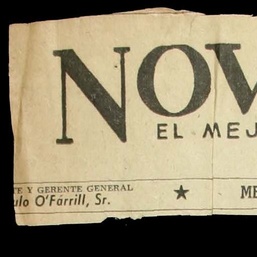 NOV
EL MEJ
TE Y GERENTE GENERAL
ulo O'Farrill, Sr.
★ ME